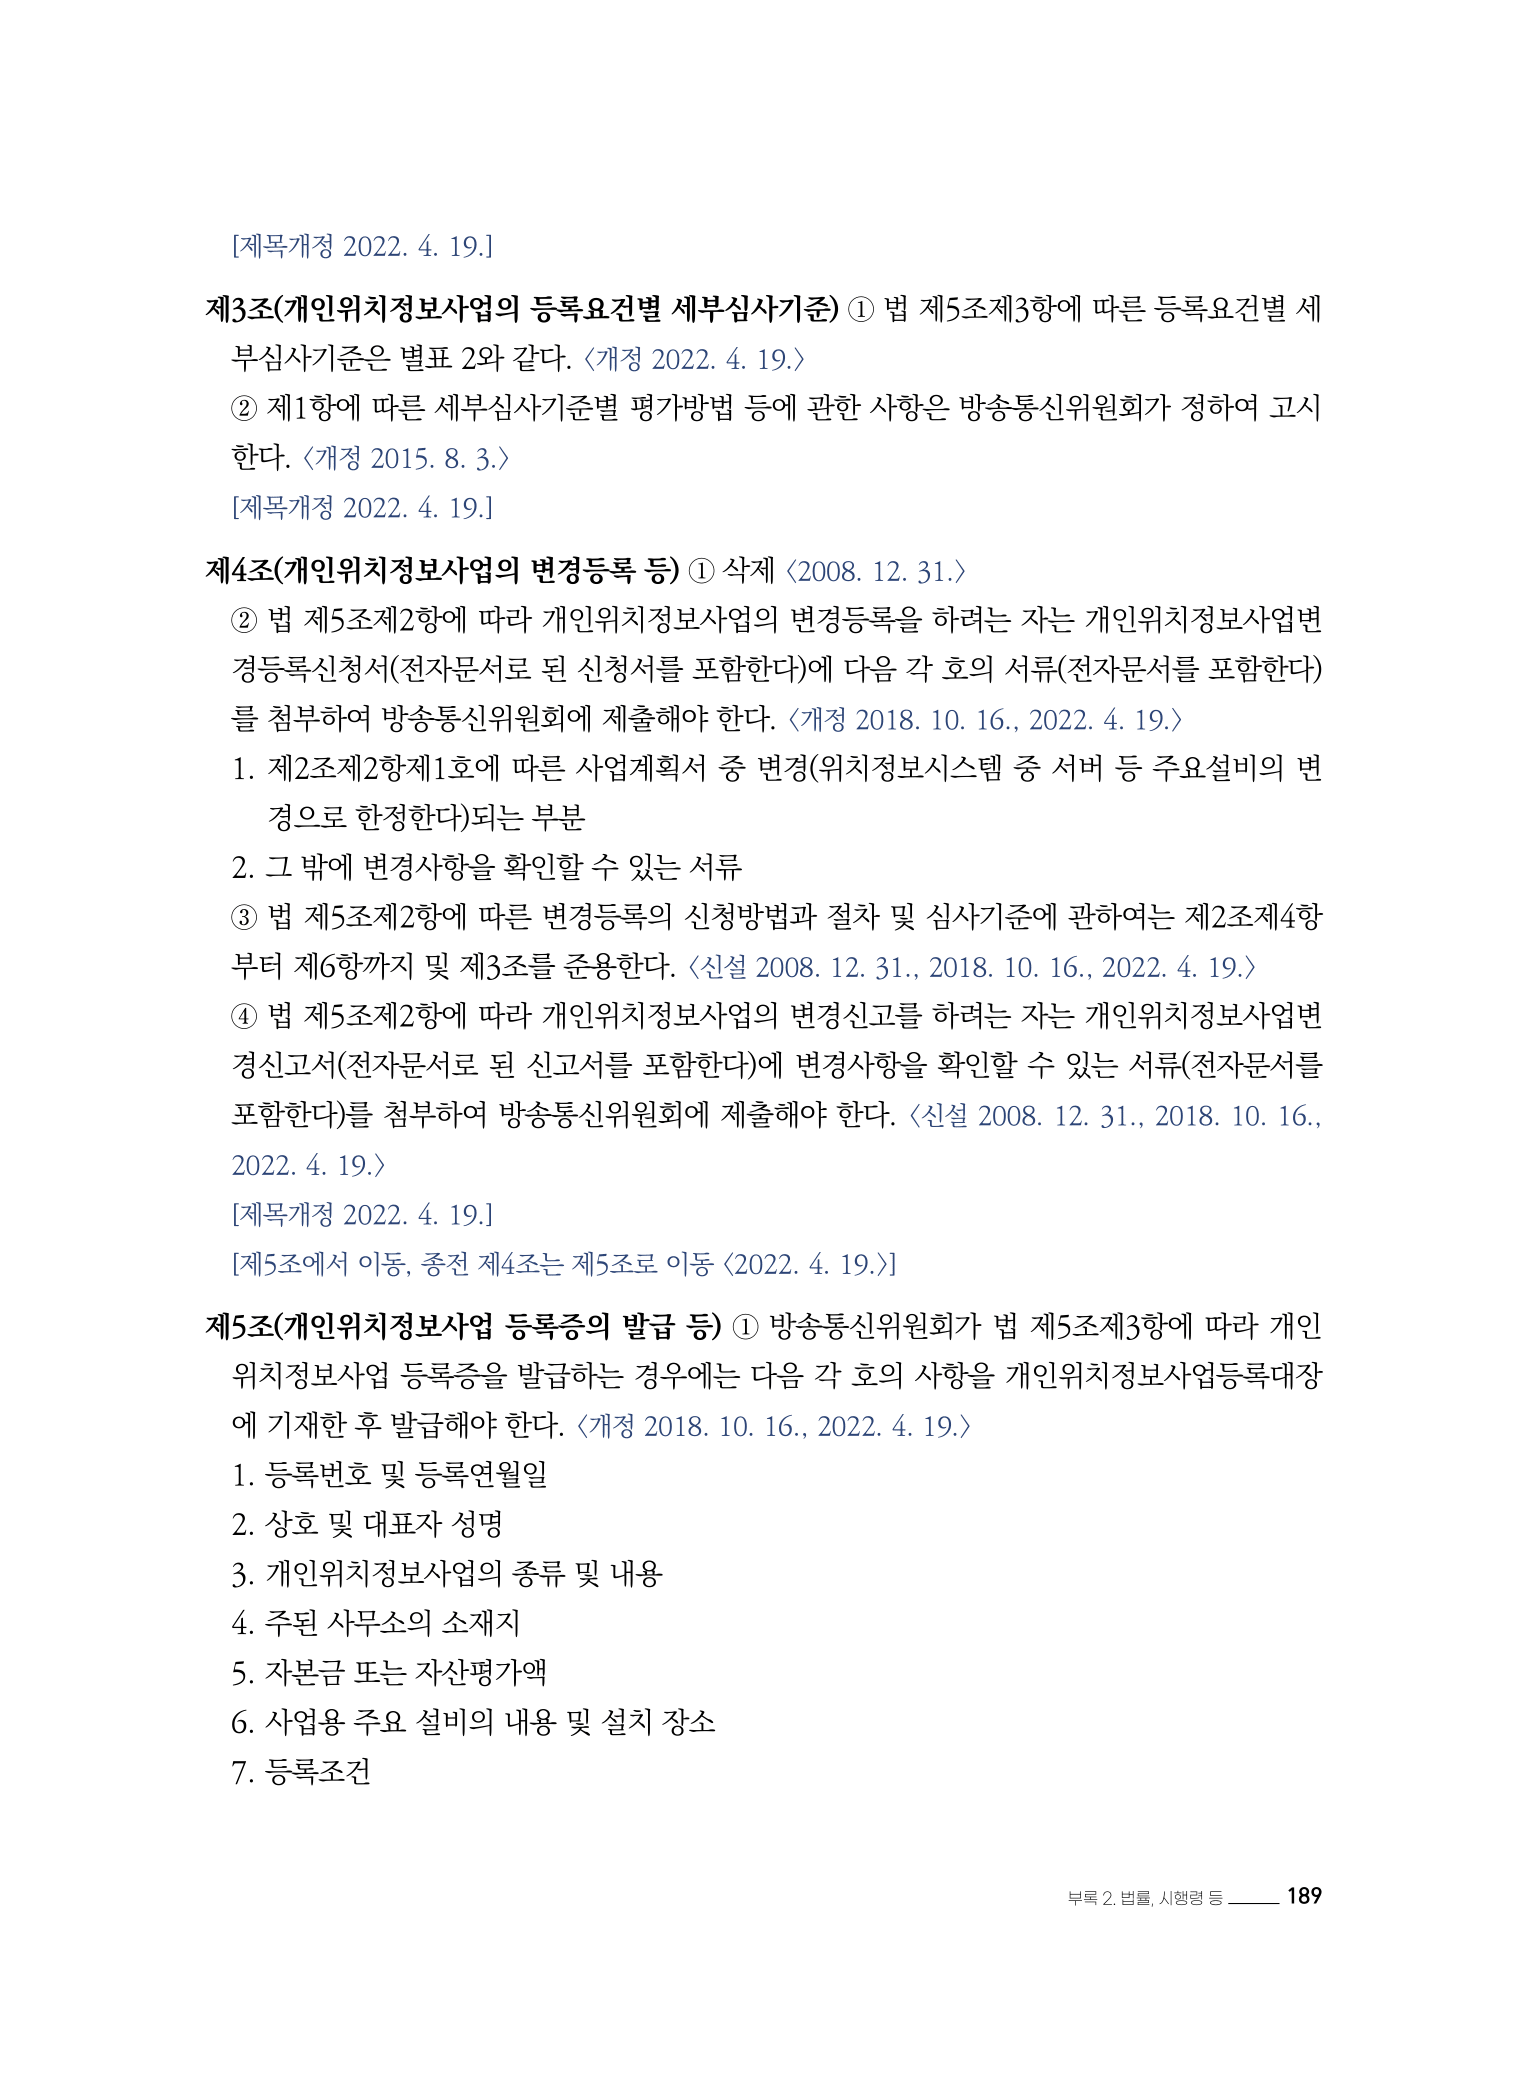 [제목개정 2022. 4. 19.]
제3조(개인위치정보사업의 등록요건별 세부심사기준) ① 법 제5조제3항에 따른 등록요건별 세
부심사기준은 별표 2와 같다. 〈개정 2022. 4. 19.〉
② 제1항에 따른 세부심사기준별 평가방법 등에 관한 사항은 방송통신위원회가 정하여 고시
한다. 〈개정 2015. 8. 3.〉
[제목개정 2022. 4. 19.]
제4조(개인위치정보사업의 변경등록 등) ① 삭제 〈2008. 12. 31.〉
② 법 제5조제2항에 따라 개인위치정보사업의 변경등록을 하려는 자는 개인위치정보사업변
경등록신청서(전자문서로 된 신청서를 포함한다)에 다음 각 호의 서류(전자문서를 포함한다)
를 첨부하여 방송통신위원회에 제출해야 한다. 〈개정 2018. 10. 16., 2022. 4. 19.〉
1. 제2조제2항제1호에 따른 사업계획서 중 변경(위치정보시스템 중 서버 등 주요설비의 변
경으로 한정한다)되는 부분
2. 그 밖에 변경사항을 확인할 수 있는 서류
③ 법 제5조제2항에 따른 변경등록의 신청방법과 절차 및 심사기준에 관하여는 제2조제4항
부터 제6항까지 및 제3조를 준용한다. 〈신설 2008. 12. 31., 2018. 10. 16., 2022. 4. 19.〉
④ 법 제5조제2항에 따라 개인위치정보사업의 변경신고를 하려는 자는 개인위치정보사업변
경신고서(전자문서로 된 신고서를 포함한다)에 변경사항을 확인할 수 있는 서류(전자문서를
포함한다)를 첨부하여 방송통신위원회에 제출해야 한다. 〈신설 2008. 12. 31., 2018. 10. 16.,
2022. 4. 19.〉
[제목개정 2022. 4. 19.]
[제5조에서 이동, 종전 제4조는 제5조로 이동 〈2022. 4. 19.〉]
제5조(개인위치정보사업 등록증의 발급 등) ① 방송통신위원회가 법 제5조제3항에 따라 개인
위치정보사업 등록증을 발급하는 경우에는 다음 각 호의 사항을 개인위치정보사업등록대장
에 기재한 후 발급해야 한다. 〈개정 2018. 10. 16., 2022. 4. 19.〉
1. 등록번호 및 등록연월일
2. 상호 및 대표자 성명
3. 개인위치정보사업의 종류 및 내용
4. 주된 사무소의 소재지
5. 자본금 또는 자산평가액
6. 사업용 주요 설비의 내용 및 설치 장소
7. 등록조건
부록 2. 법률, 시행령 등 189